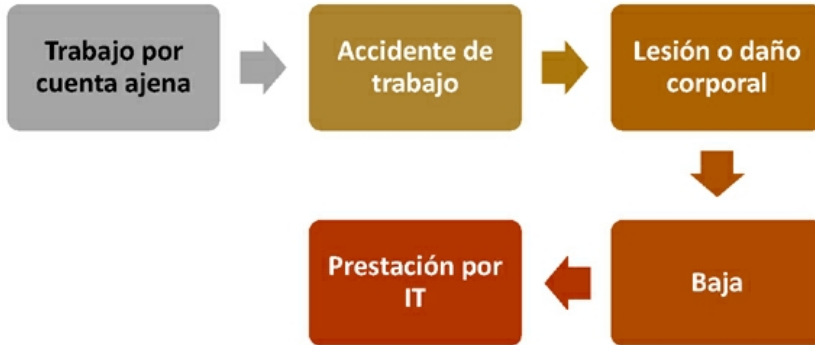 Trabajo por
cuenta ajena
Accidente de
trabajo
Lesión o daño
corporal
Baja
Prestación por
IT